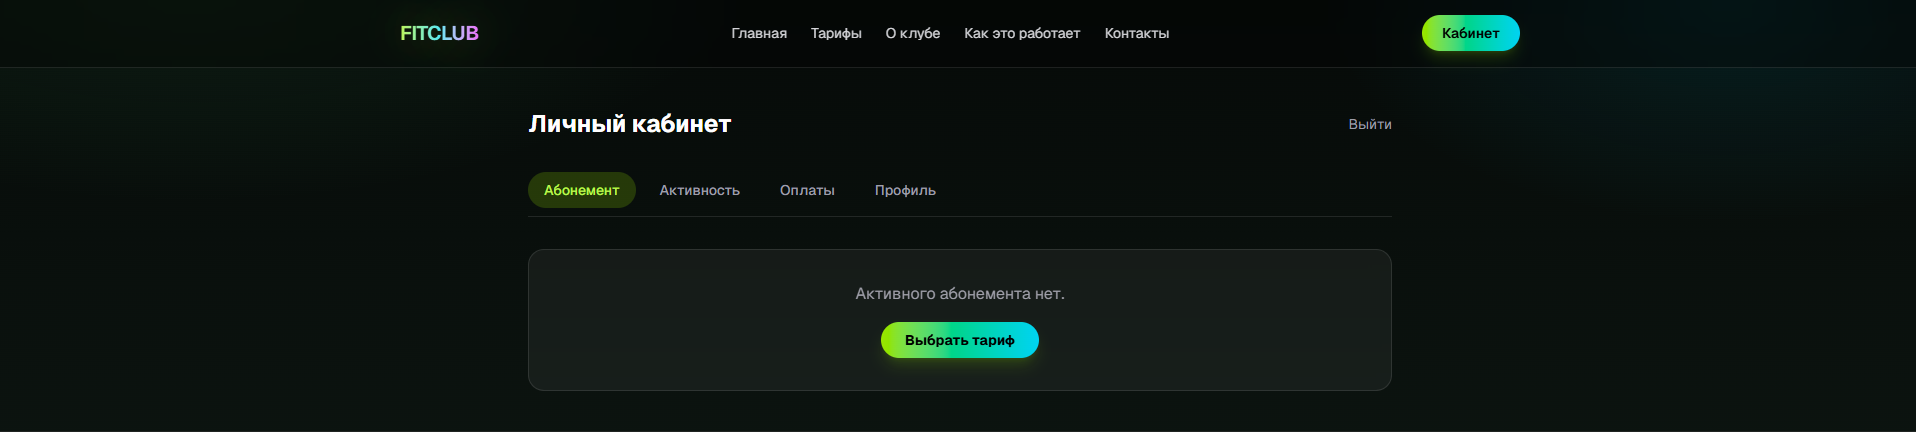 FITCLUB Главная Тарифы О клубе Как это работает Контакты Кабинет
Личный кабинет Выйти
Абонемент Активность Оплаты Профиль
Активного абонемента нет.
Выбрать тариф